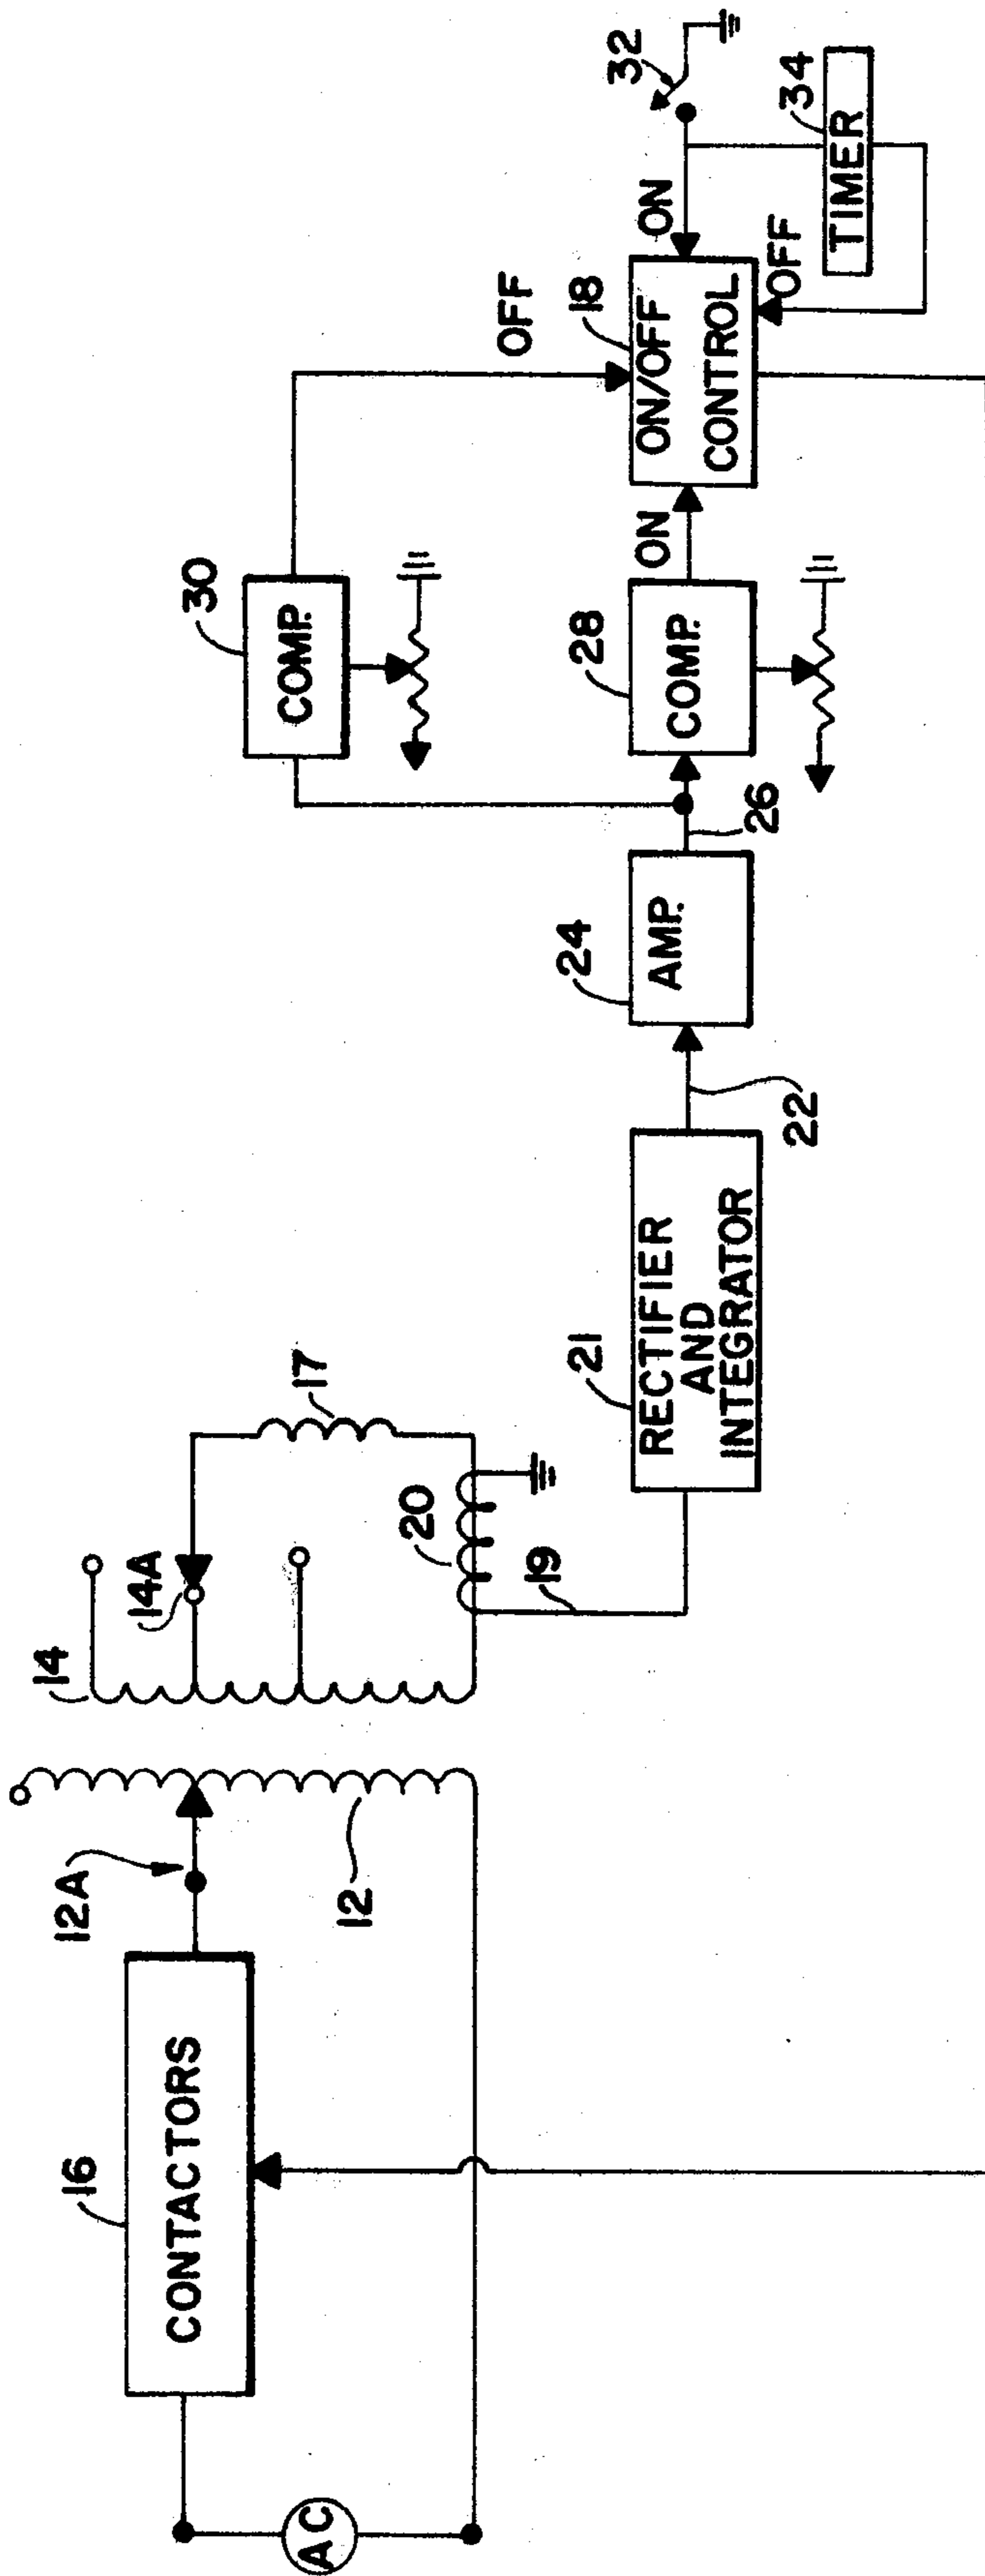 16
CONTACTORS
12A
12
AC
14
14A
17
20
19
21
RECTIFIER
AND
INTEGRATOR
22
24
AMP.
26
30
COMP.
28
COMP.
OFF
ON
18
ON/OFF
CONTROL
ON
32
OFF
34
TIMER